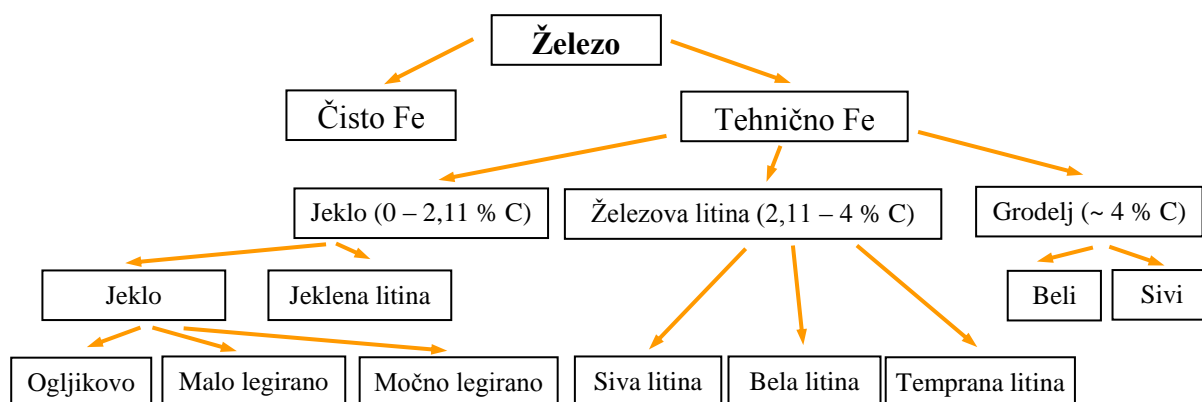 Železo
Čisto Fe
Tehnično Fe
Jeklo (0 – 2,11 % C)
Železova litina (2,11 – 4 % C)
Grodelj (~ 4 % C)
Jeklo
Jeklena litina
Beli
Sivi
Ogljikovo
Malo legirano
Močno legirano
Siva litina
Bela litina
Temprana litina